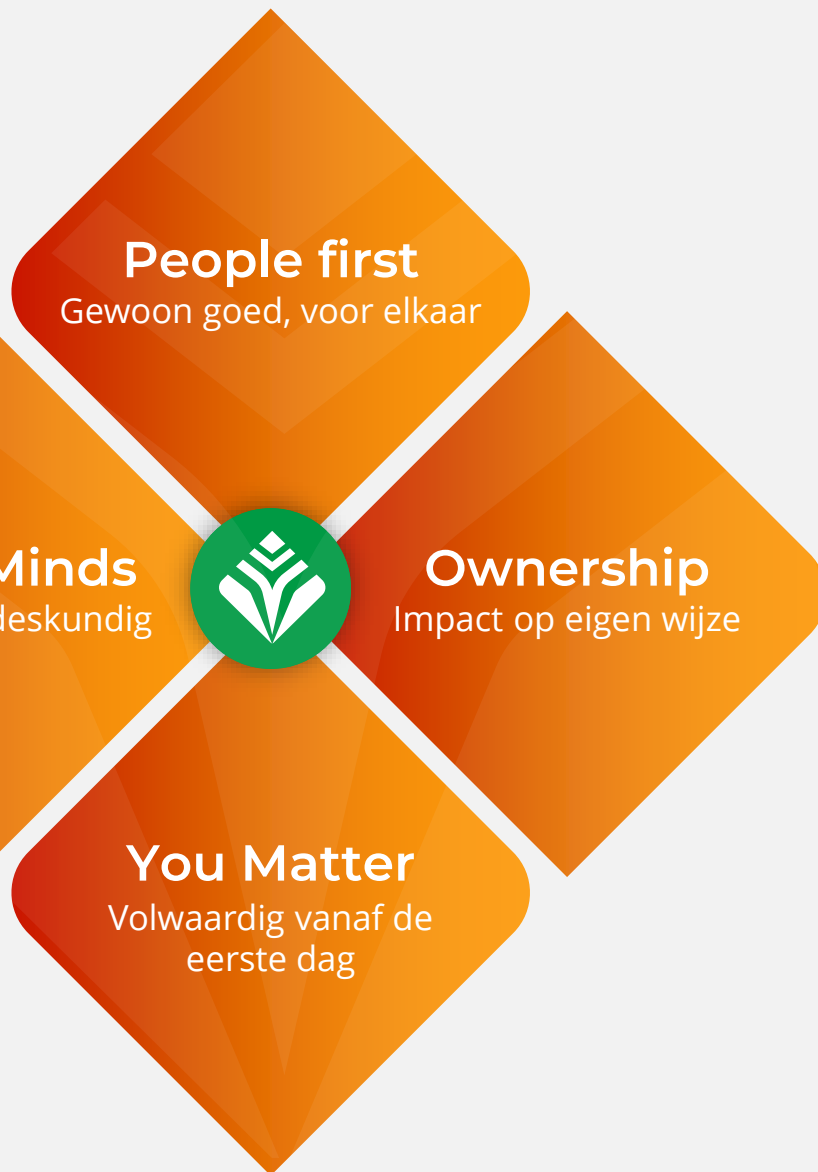 People first
Gewoon goed, voor elkaar
Minds
deskundig
Ownership
Impact op eigen wijze
You Matter
Volwaardig vanaf de
eerste dag